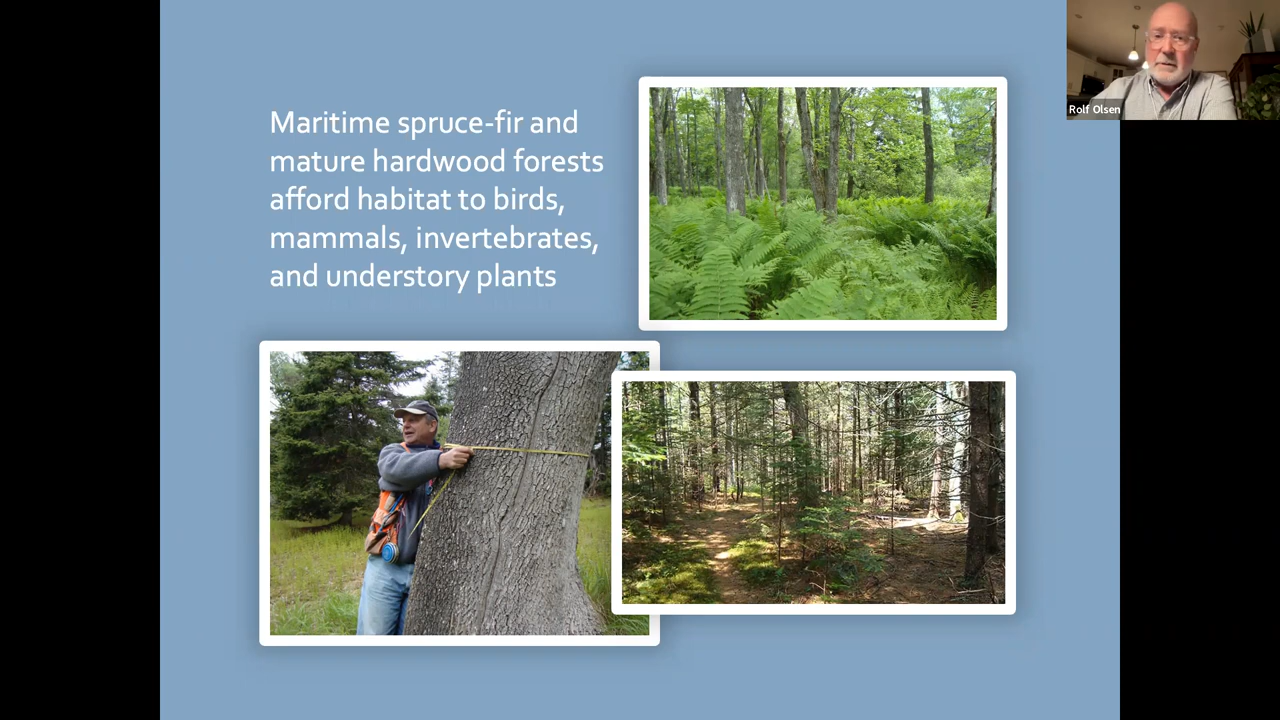 Maritime spruce-fir and
mature hardwood forests
afford habitat to birds,
mammals, invertebrates,
and understory plants
Rolf Olsen